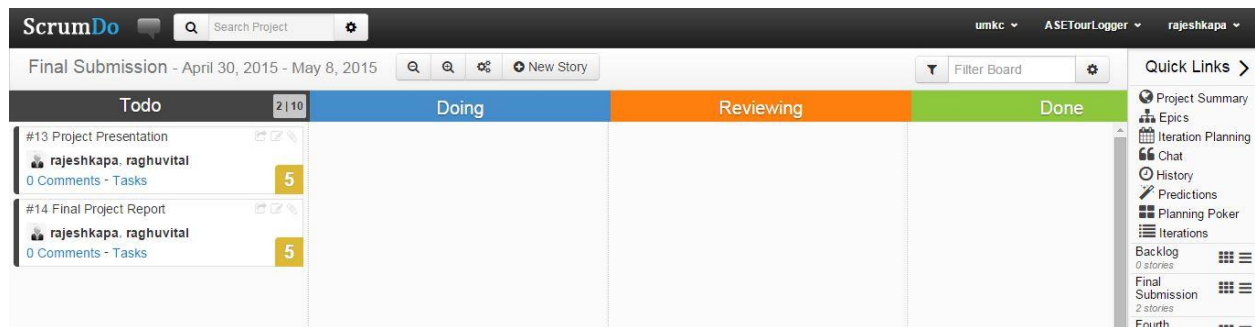 ScrumDo Search Project umkc ASETourLogger rajeshkapa
Final Submission - April 30, 2015 - May 8, 2015 New Story Filter Board Quick Links
Todo 2|10 Doing Reviewing Done
#13 Project Presentation
rajeshkapa. raghuvital
0 Comments - Tasks 5
#14 Final Project Report
rajeshkapa. raghuvital
0 Comments - Tasks 5
Project Summary
Epics
Iteration Planning
Chat
History
Predictions
Planning Poker
Iterations
Backlog
0 stories
Final
Submission
2 stories
Fourth